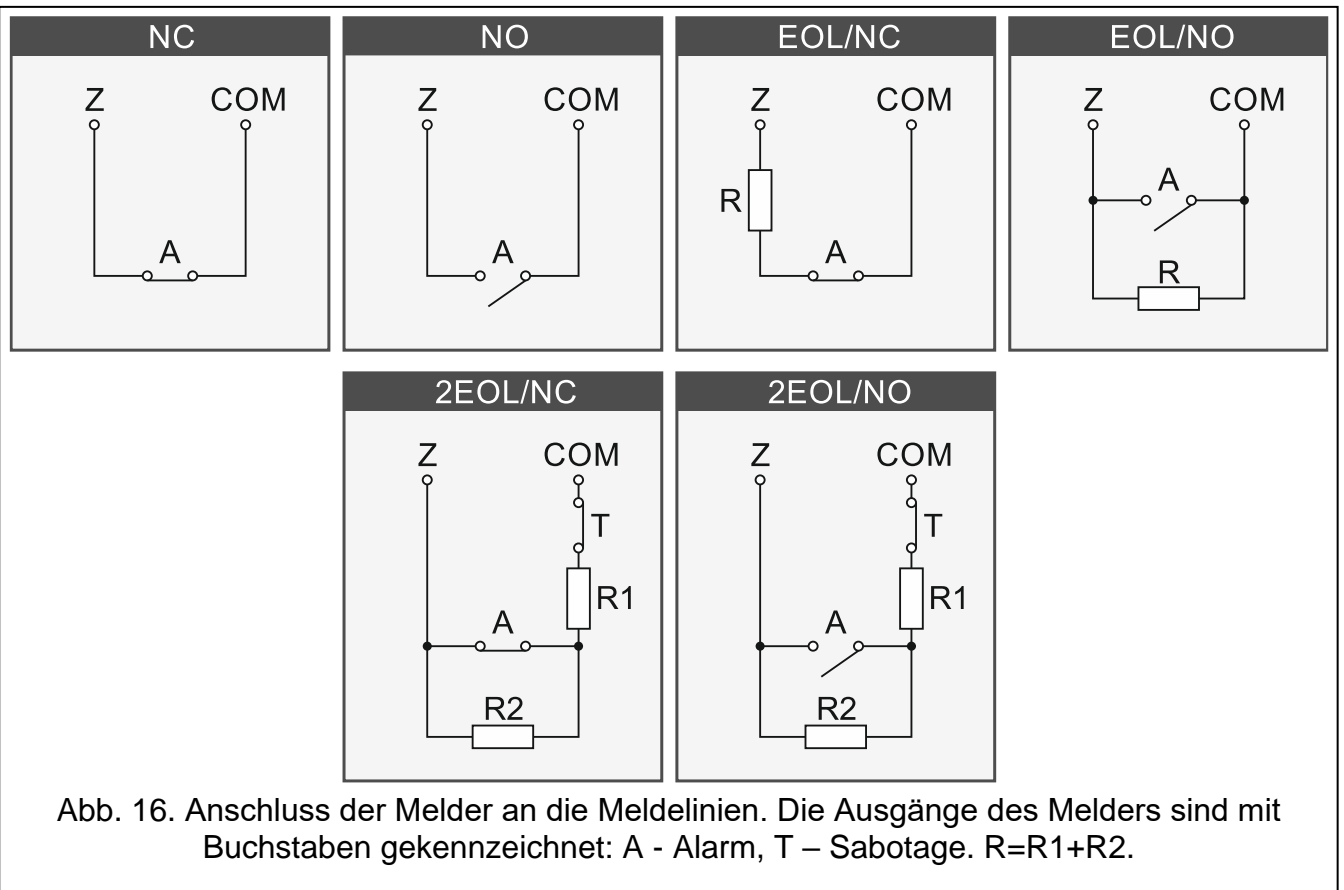 NC
NO
EOL/NC
EOL/NO
Z COM
A
Z COM
A
Z COM
R
A
Z COM
A
R
2EOL/NC
2EOL/NO
Z COM
T
R1
A
R2
Z COM
T
R1
A
R2
Abb. 16. Anschluss der Melder an die Meldelinien. Die Ausgänge des Melders sind mit
Buchstaben gekennzeichnet: A - Alarm, T – Sabotage. R=R1+R2.